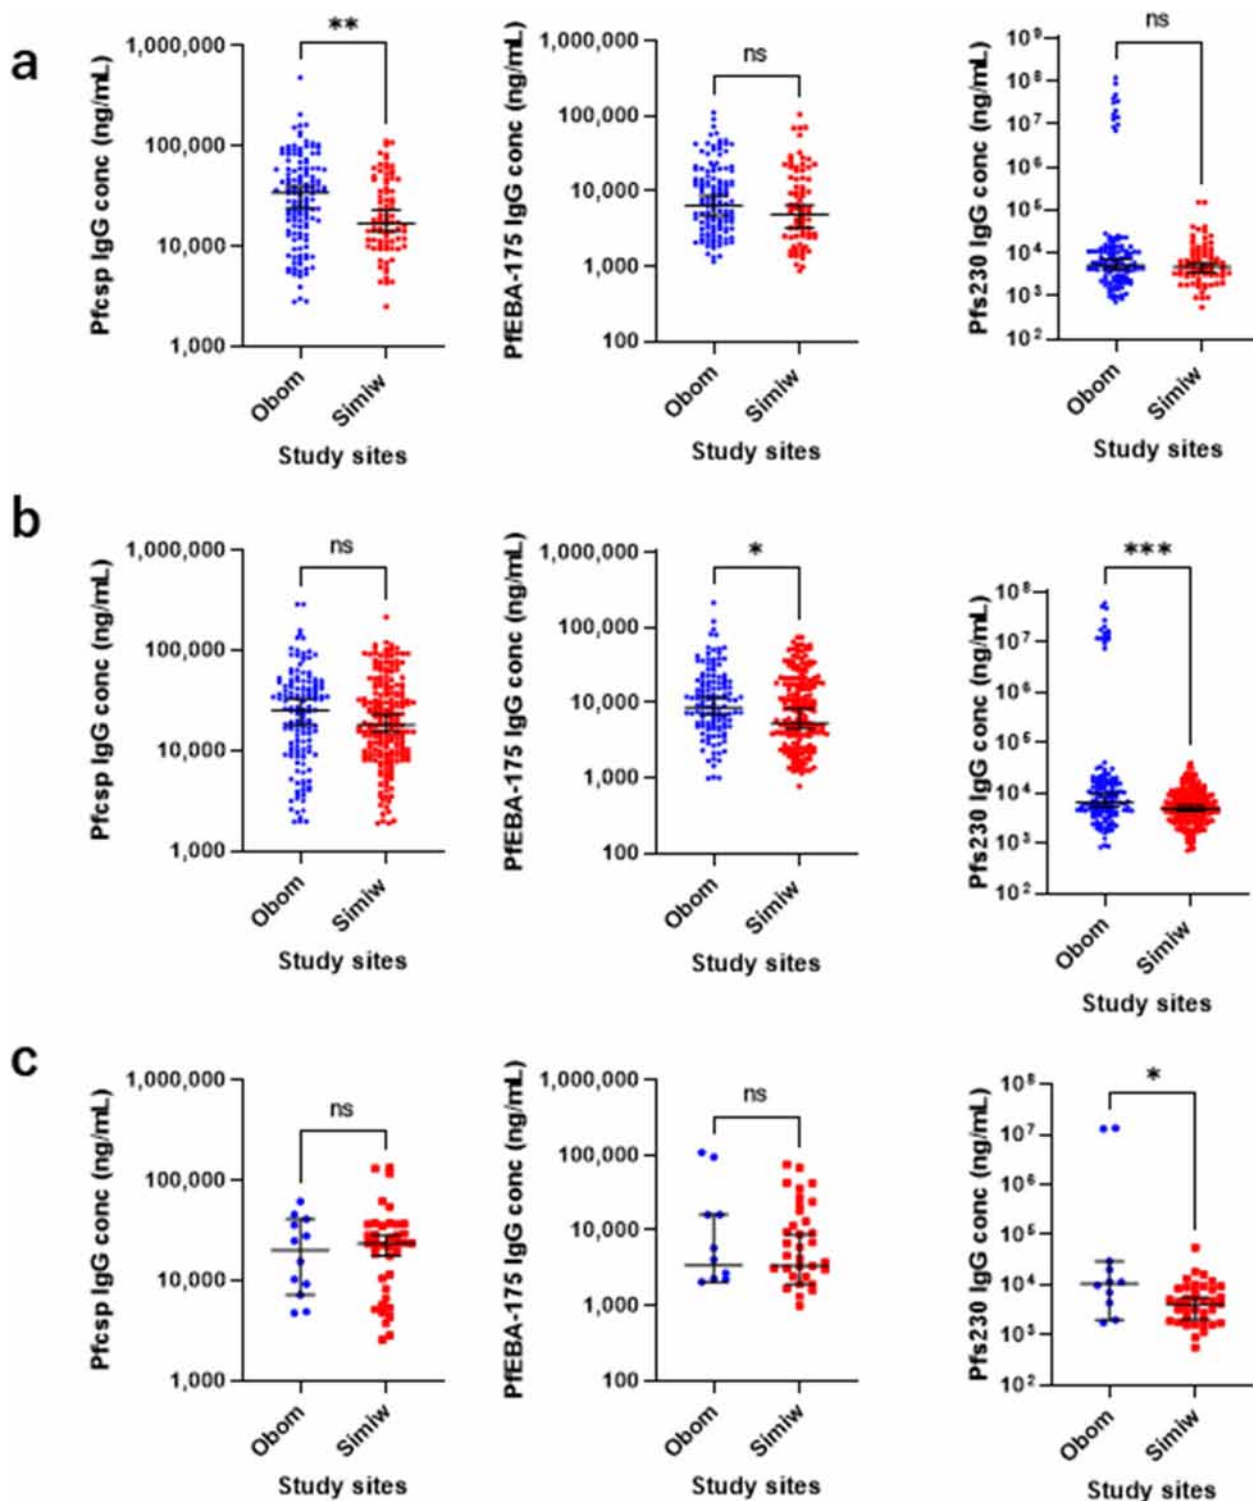 a
**
Pfcsp IgG conc (ng/mL)
1,000,000
100,000
10,000
1,000
Obom
Simiw
Study sites
ns
PfEBA-175 IgG conc (ng/mL)
1,000,000
100,000
10,000
1,000
100
Obom
Simiw
Study sites
ns
Pfs230 IgG conc (ng/mL)
10⁹
10⁸
10⁷
10⁶
10⁵
10⁴
10³
10²
Obom
Simiw
Study sites
b
ns
Pfcsp IgG conc (ng/mL)
1,000,000
100,000
10,000
1,000
Obom
Simiw
Study sites
*
PfEBA-175 IgG conc (ng/mL)
1,000,000
100,000
10,000
1,000
100
Obom
Simiw
Study sites
***
Pfs230 IgG conc (ng/mL)
10⁸
10⁷
10⁶
10⁵
10⁴
10³
10²
Obom
Simiw
Study sites
c
ns
Pfcsp IgG conc (ng/mL)
1,000,000
100,000
10,000
1,000
Obom
Simiw
Study sites
ns
PfEBA-175 IgG conc (ng/mL)
1,000,000
100,000
10,000
1,000
100
Obom
Simiw
Study sites
*
Pfs230 IgG conc (ng/mL)
10⁸
10⁷
10⁶
10⁵
10⁴
10³
10²
Obom
Simiw
Study sites